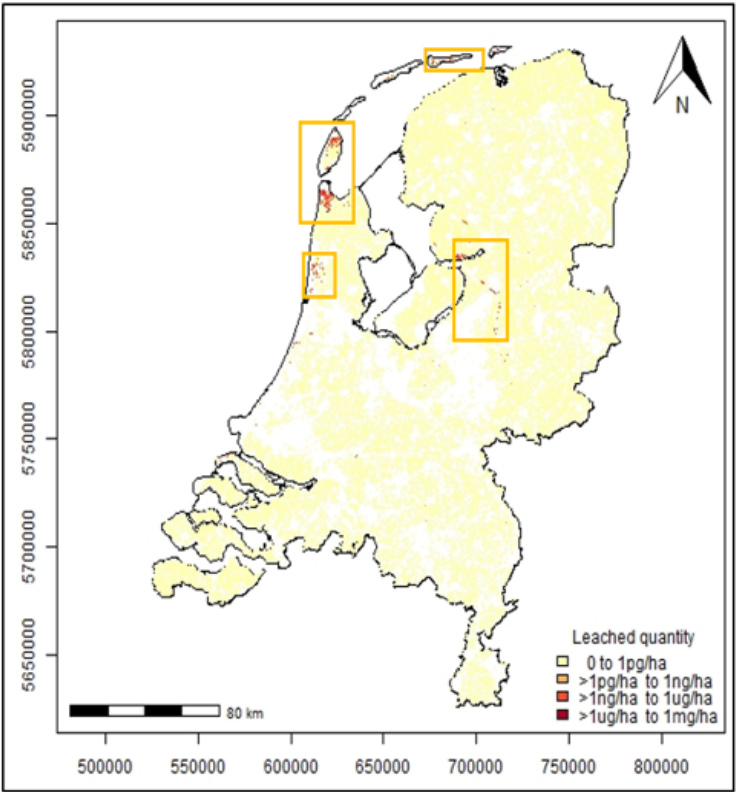 N
5900000
5850000
5800000
5750000
5700000
5650000
Leached quantity
0 to 1pg/ha
>1pg/ha to 1ng/ha
>1ng/ha to 1ug/ha
>1ug/ha to 1mg/ha
80 km
500000 550000 600000 650000 700000 750000 800000